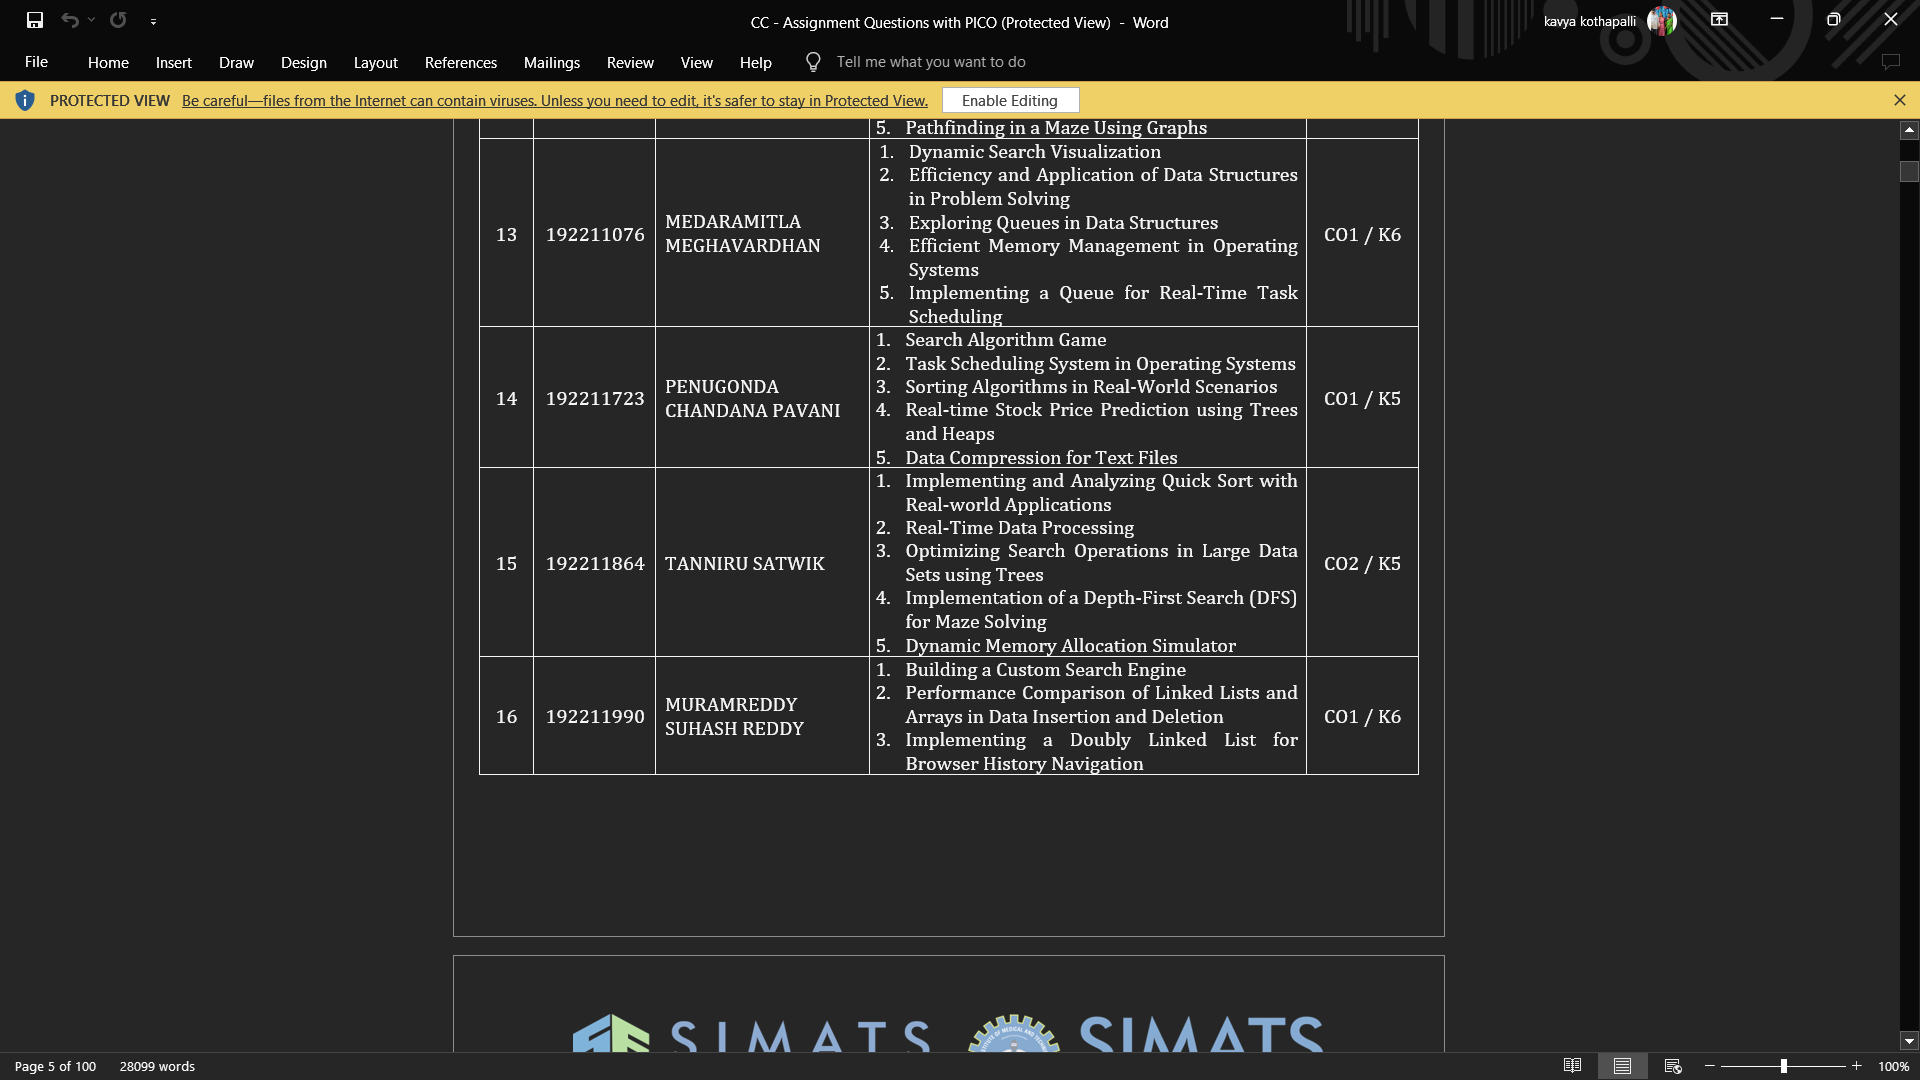 CC - Assignment Questions with PICO (Protected View) - Word
kavya kothapalli
File Home Insert Draw Design Layout References Mailings Review View Help Tell me what you want to do
PROTECTED VIEW Be careful—files from the Internet can contain viruses. Unless you need to edit, it's safer to stay in Protected View. Enable Editing
5. Pathfinding in a Maze Using Graphs
13
192211076
MEDARAMITLA
MEGHAVARDHAN
1. Dynamic Search Visualization
2. Efficiency and Application of Data Structures
in Problem Solving
3. Exploring Queues in Data Structures
4. Efficient Memory Management in Operating
Systems
5. Implementing a Queue for Real-Time Task
Scheduling
CO1 / K6
14
192211723
PENUGONDA
CHANDANA PAVANI
1. Search Algorithm Game
2. Task Scheduling System in Operating Systems
3. Sorting Algorithms in Real-World Scenarios
4. Real-time Stock Price Prediction using Trees
and Heaps
5. Data Compression for Text Files
CO1 / K5
15
192211864
TANNIRU SATWIK
1. Implementing and Analyzing Quick Sort with
Real-world Applications
2. Real-Time Data Processing
3. Optimizing Search Operations in Large Data
Sets using Trees
4. Implementation of a Depth-First Search (DFS)
for Maze Solving
5. Dynamic Memory Allocation Simulator
CO2 / K5
16
192211990
MURAMREDDY
SUHASH REDDY
1. Building a Custom Search Engine
2. Performance Comparison of Linked Lists and
Arrays in Data Insertion and Deletion
3. Implementing a Doubly Linked List for
Browser History Navigation
CO1 / K6
SIMATS
SIMATS
Page 5 of 100 28099 words
100%